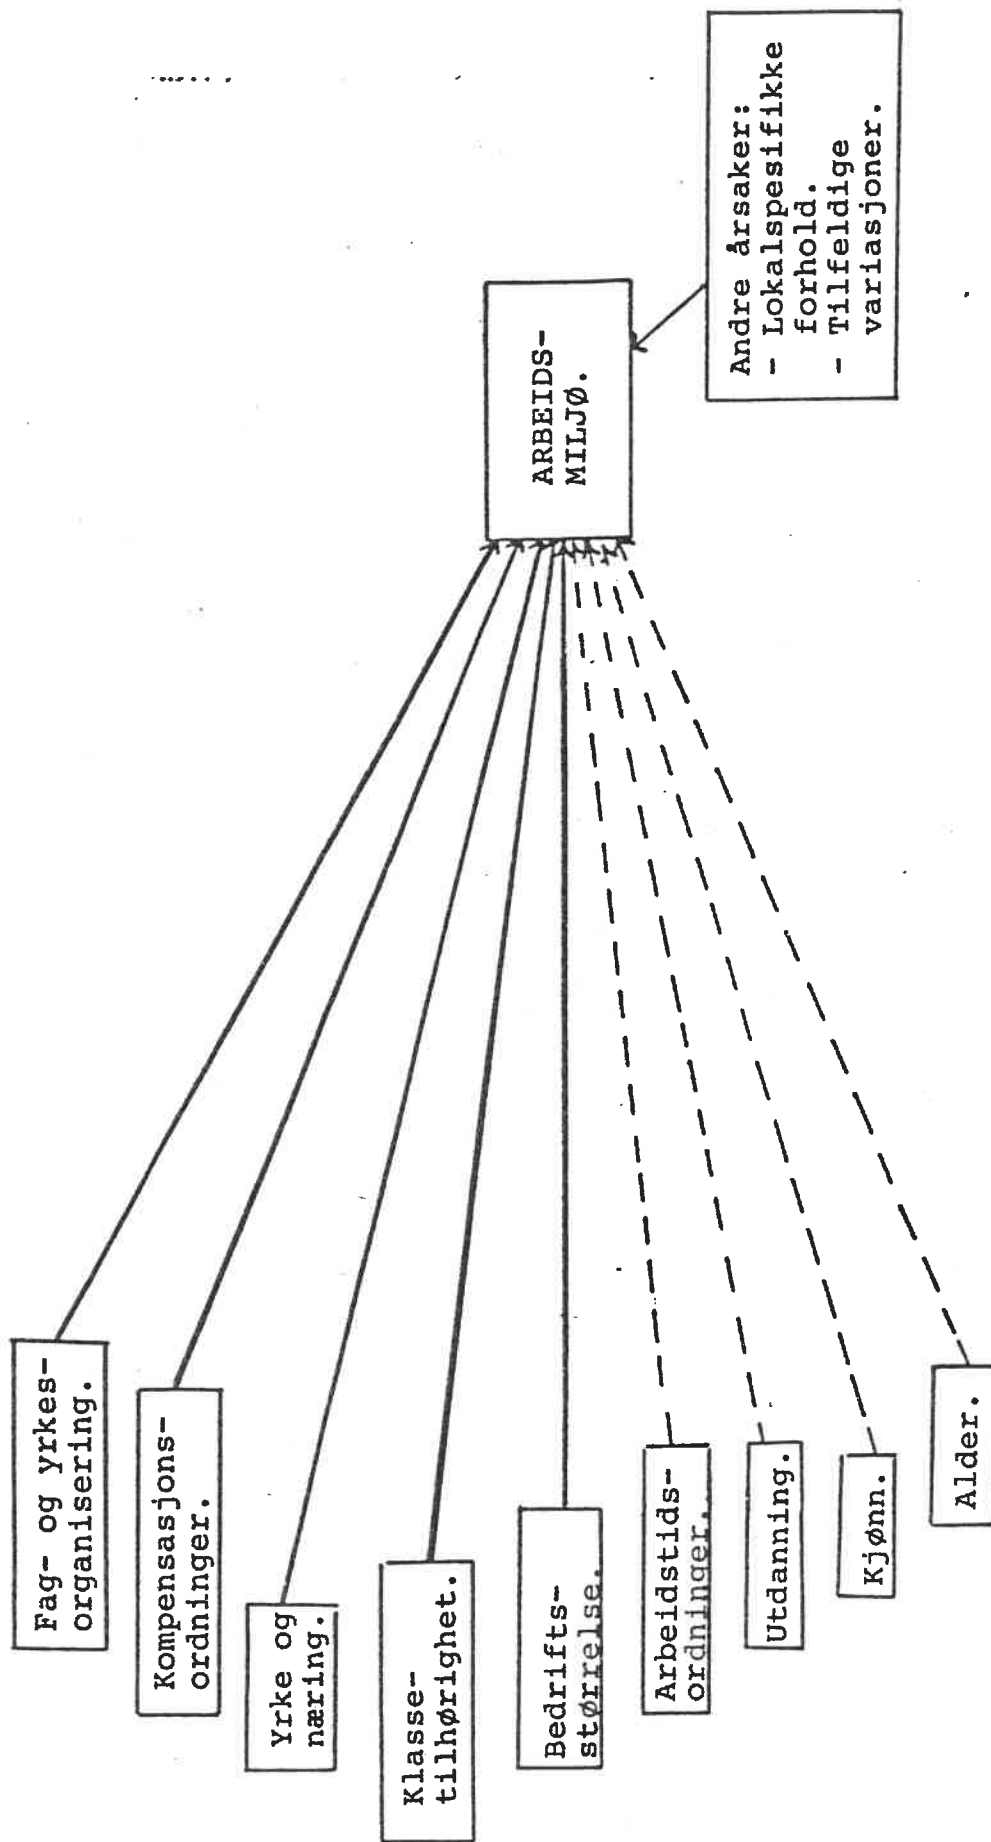 Fag- og yrkes-
organisering.
Kompensasjons-
ordninger.
Yrke og
næring.
Klasse-
tilhørighet.
Bedrifts-
størrelse.
Arbeidstids-
ordninger.
Utdanning.
Kjønn.
Alder.
ARBEIDS-
MILJØ.
Andre årsaker:
- Lokalspesifikke
forhold.
- Tilfeldige
variasjoner.